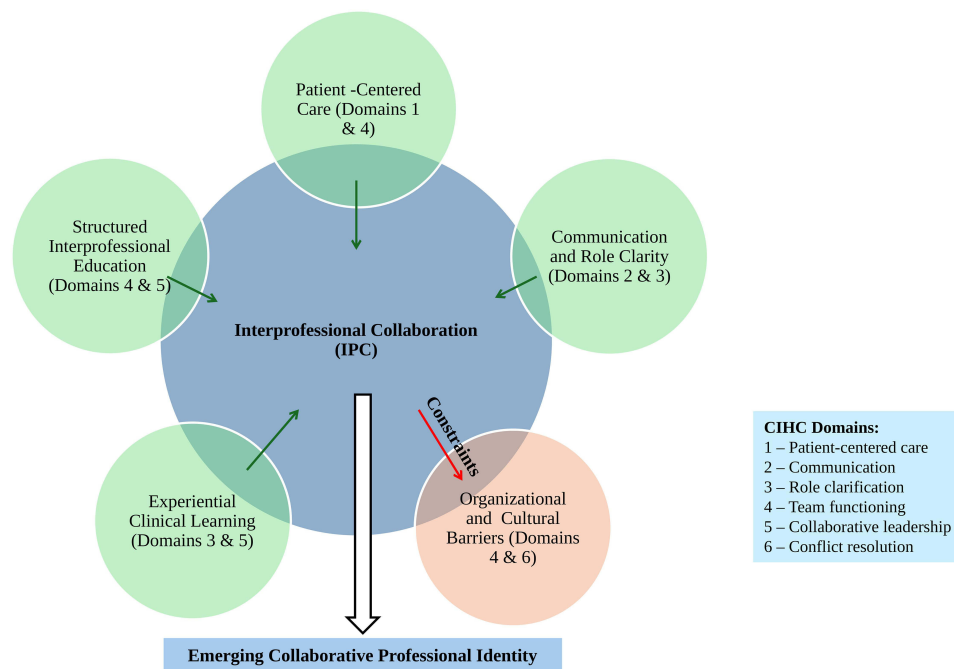 Patient -Centered
Care (Domains 1
& 4)
Structured
Interprofessional
Education
(Domains 4 & 5)
Communication
and Role Clarity
(Domains 2 & 3)
Interprofessional Collaboration
(IPC)
Constraints
Experiential
Clinical Learning
(Domains 3 & 5)
Organizational
and Cultural
Barriers (Domains
4 & 6)
CIHC Domains:
1 – Patient-centered care
2 – Communication
3 – Role clarification
4 – Team functioning
5 – Collaborative leadership
6 – Conflict resolution
Emerging Collaborative Professional Identity